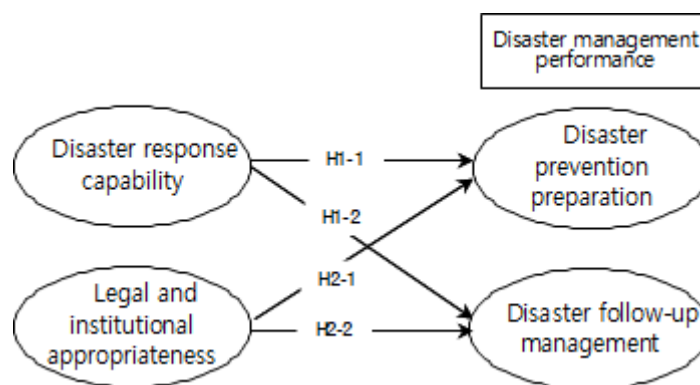 Disaster management
performance
Disaster response
capability
H1-1
Disaster
prevention
preparation
H1-2
H2-1
Legal and
institutional
appropriateness
H2-2
Disaster follow-up
management